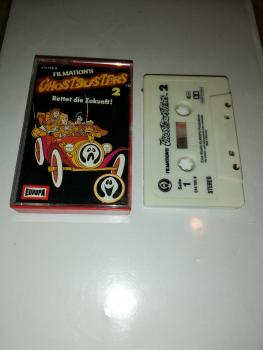 FILMATION'S
GHOSTBUSTERS
2
Rettet die Zukunft!
EUROPA
FILMATION'S
GHOSTBUSTERS 2
Seite
1
STEREO